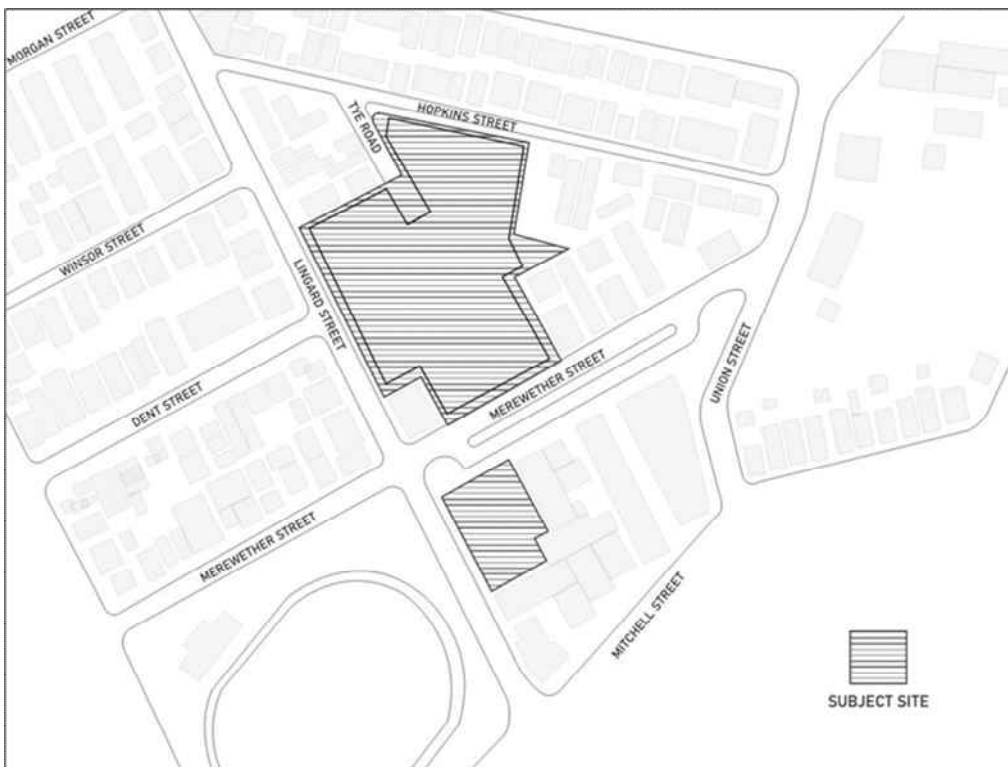 MORGAN STREET
TYE ROAD
HOPKINS STREET
WINSOR STREET
LINGARD STREET
DENT STREET
MEREWETHER STREET
UNION STREET
MEREWETHER STREET
MITCHELL STREET
SUBJECT SITE